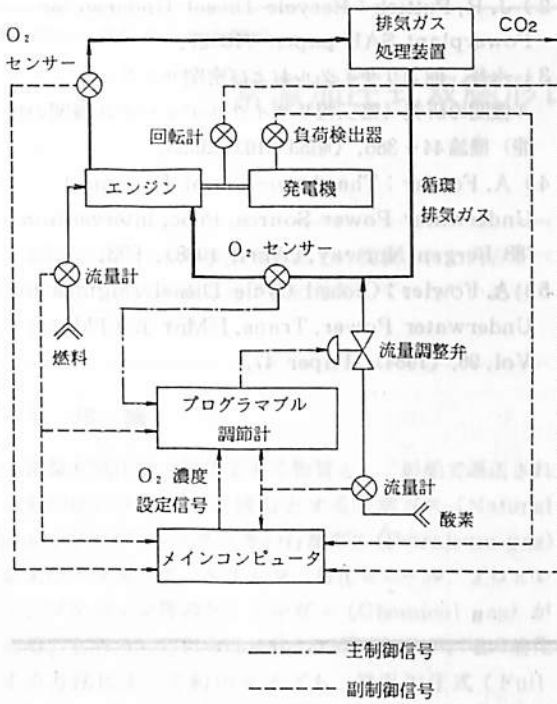 O₂
センサー
排気ガス
処理装置
CO2
回転計
負荷検出器
エンジン
発電機
循環
排気ガス
O₂ センサー
流量計
燃料
流量調整弁
プログラマブル
調節計
O₂ 濃度
設定信号
流量計
酸素
メインコンピュータ
主制御信号
副制御信号